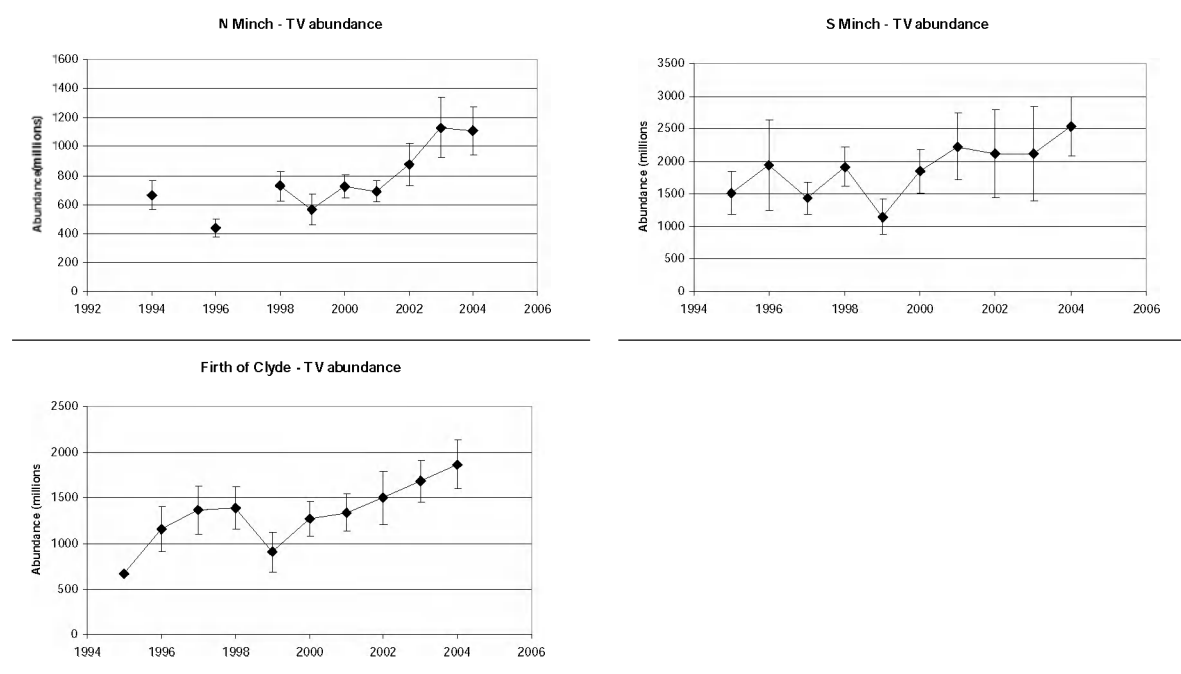 N Minch - TV abundance
Abundance(millions)
1600
1400
1200
1000
800
600
400
200
0
1992 1994 1996 1998 2000 2002 2004 2006
S Minch - TV abundance
Abundance (millions
3500
3000
2500
2000
1500
1000
500
0
1994 1996 1998 2000 2002 2004 2006
Firth of Clyde - TV abundance
Abundance (millions
2500
2000
1500
1000
500
0
1994 1996 1998 2000 2002 2004 2006